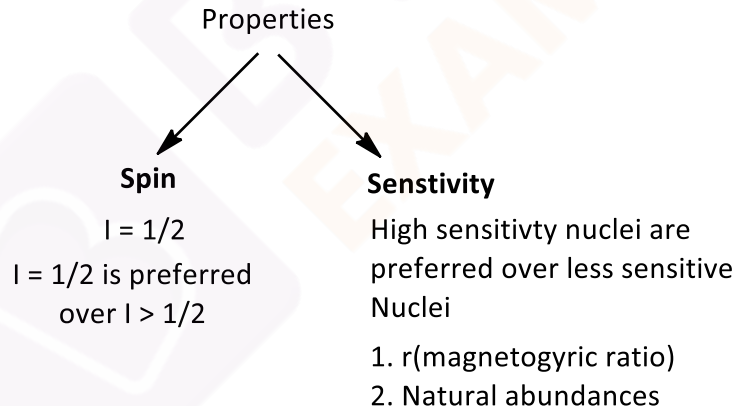 Properties
Spin
I = 1/2
I = 1/2 is preferred
over I > 1/2
Senstivity
High sensitivty nuclei are
preferred over less sensitive
Nuclei
1. r(magnetogyric ratio)
2. Natural abundances